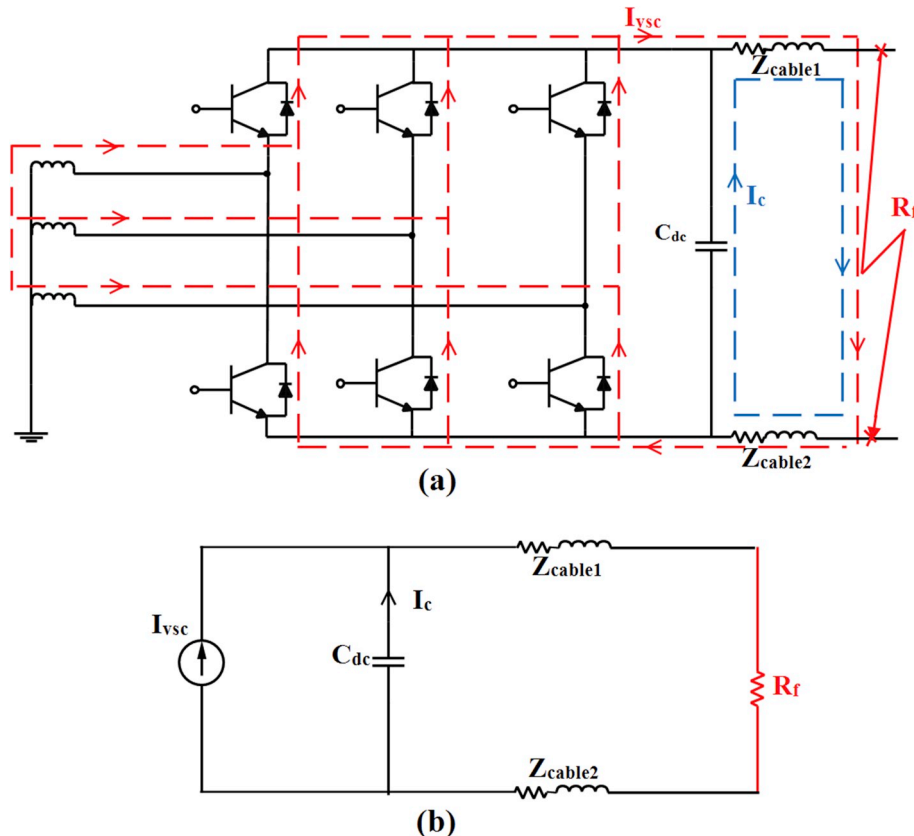 Ivsc
Zcable1
Ic
Rf
Cdc
Zcable2
(a)
Zcable1
Ic
Ivsc
Cdc
Rf
Zcable2
(b)